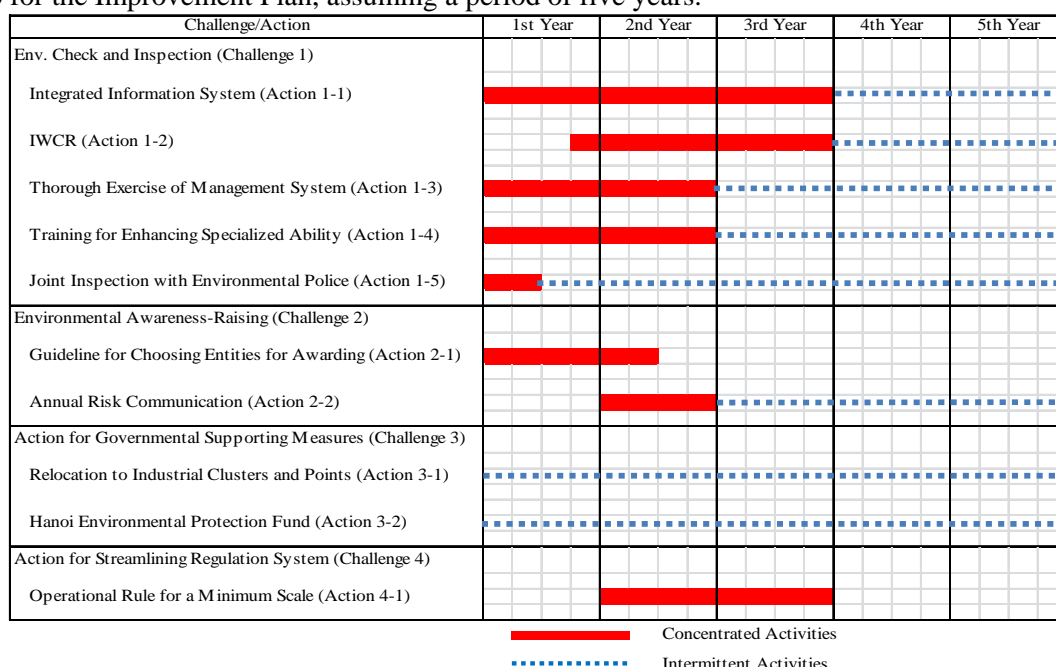 for the Improvement Plan, assuming a period of five years.
Challenge/Action 1st Year 2nd Year 3rd Year 4th Year 5th Year
Env. Check and Inspection (Challenge 1)
Integrated Information System (Action 1-1)
IWCR (Action 1-2)
Thorough Exercise of Management System (Action 1-3)
Training for Enhancing Specialized Ability (Action 1-4)
Joint Inspection with Environmental Police (Action 1-5)
Environmental Awareness-Raising (Challenge 2)
Guideline for Choosing Entities for Awarding (Action 2-1)
Annual Risk Communication (Action 2-2)
Action for Governmental Supporting Measures (Challenge 3)
Relocation to Industrial Clusters and Points (Action 3-1)
Hanoi Environmental Protection Fund (Action 3-2)
Action for Streamlining Regulation System (Challenge 4)
Operational Rule for a Minimum Scale (Action 4-1)
Concentrated Activities
Intermittent Activities